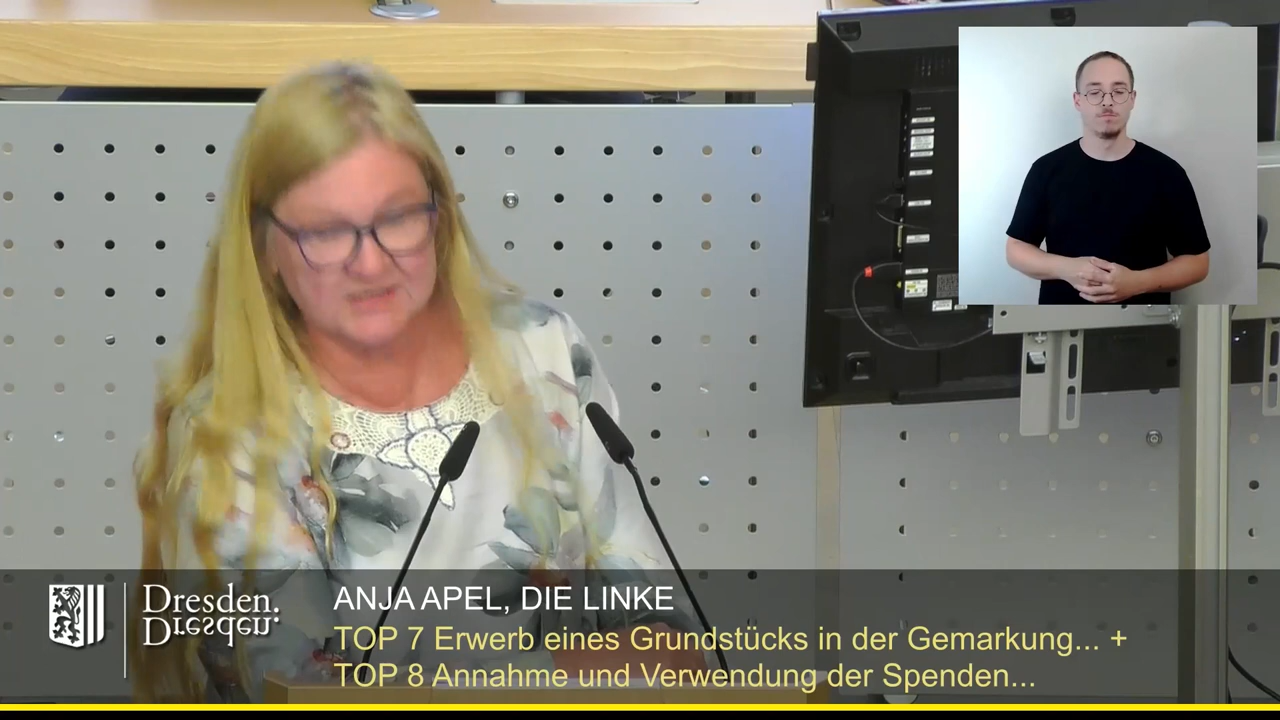 Dresden.
Dresden.
ANJA APEL, DIE LINKE
TOP 7 Erwerb eines Grundstücks in der Gemarkung... +
TOP 8 Annahme und Verwendung der Spenden...